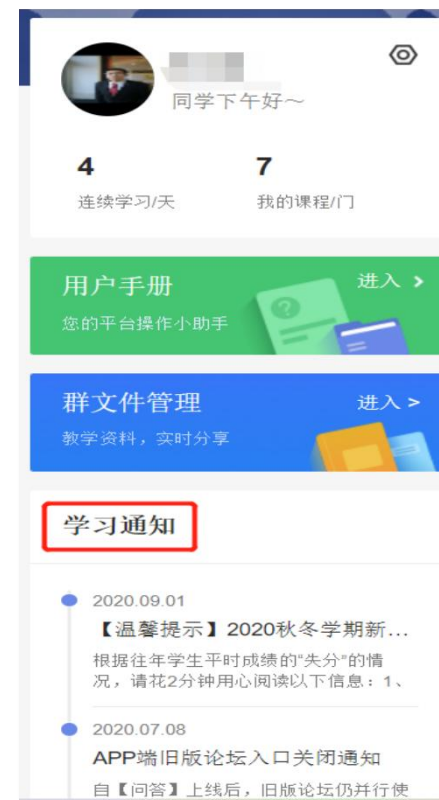 同学下午好～
4
7
连续学习/天
我的课程/门
用户手册
进入 >
您的平台操作小助手
群文件管理
进入 >
教学资料，实时分享
学习通知
2020.09.01
【温馨提示】2020秋冬学期新...
根据往年学生平时成绩的“失分”的情
况，请花2分钟用心阅读以下信息：1、
2020.07.08
APP端旧版论坛入口关闭通知
自【问答】上线后，旧版论坛仍并行使